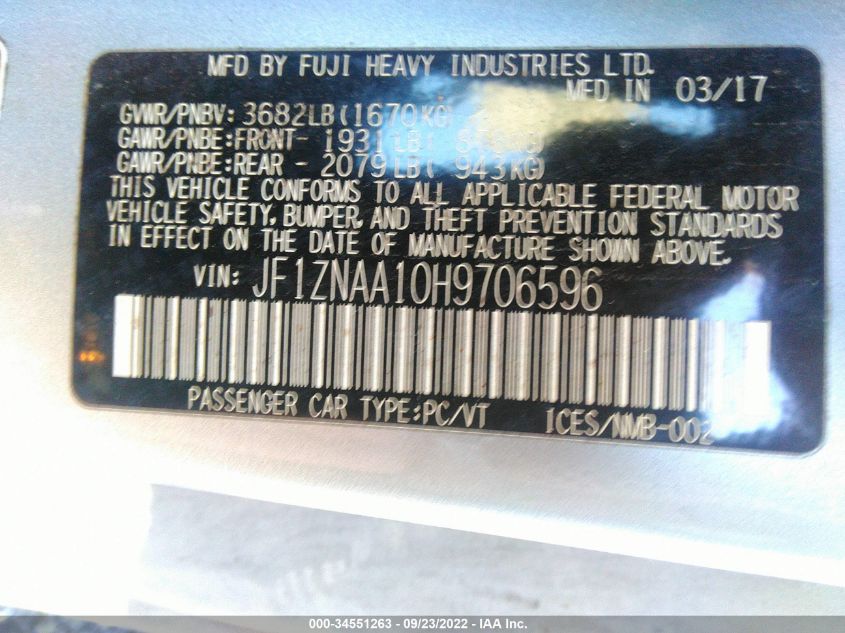 MFD BY FUJI HEAVY INDUSTRIES LTD.
MFD IN 03/17
GVWR/PNBV: 3682LB(1670KG)
GAWR/PNBE:FRONT- 1931LB( KG)
GAWR/PNBE:REAR - 2079LB( 943KG)
THIS VEHICLE CONFORMS TO ALL APPLICABLE FEDERAL MOTOR
VEHICLE SAFETY, BUMPER, AND THEFT PREVENTION STANDARDS
IN EFFECT ON THE DATE OF MANUFACTURE SHOWN ABOVE.
VIN: JF1ZNAA10H9706596
PASSENGER CAR TYPE:PC/VT ICES/NMB-002
000-34551263 - 09/23/2022 - IAA Inc.